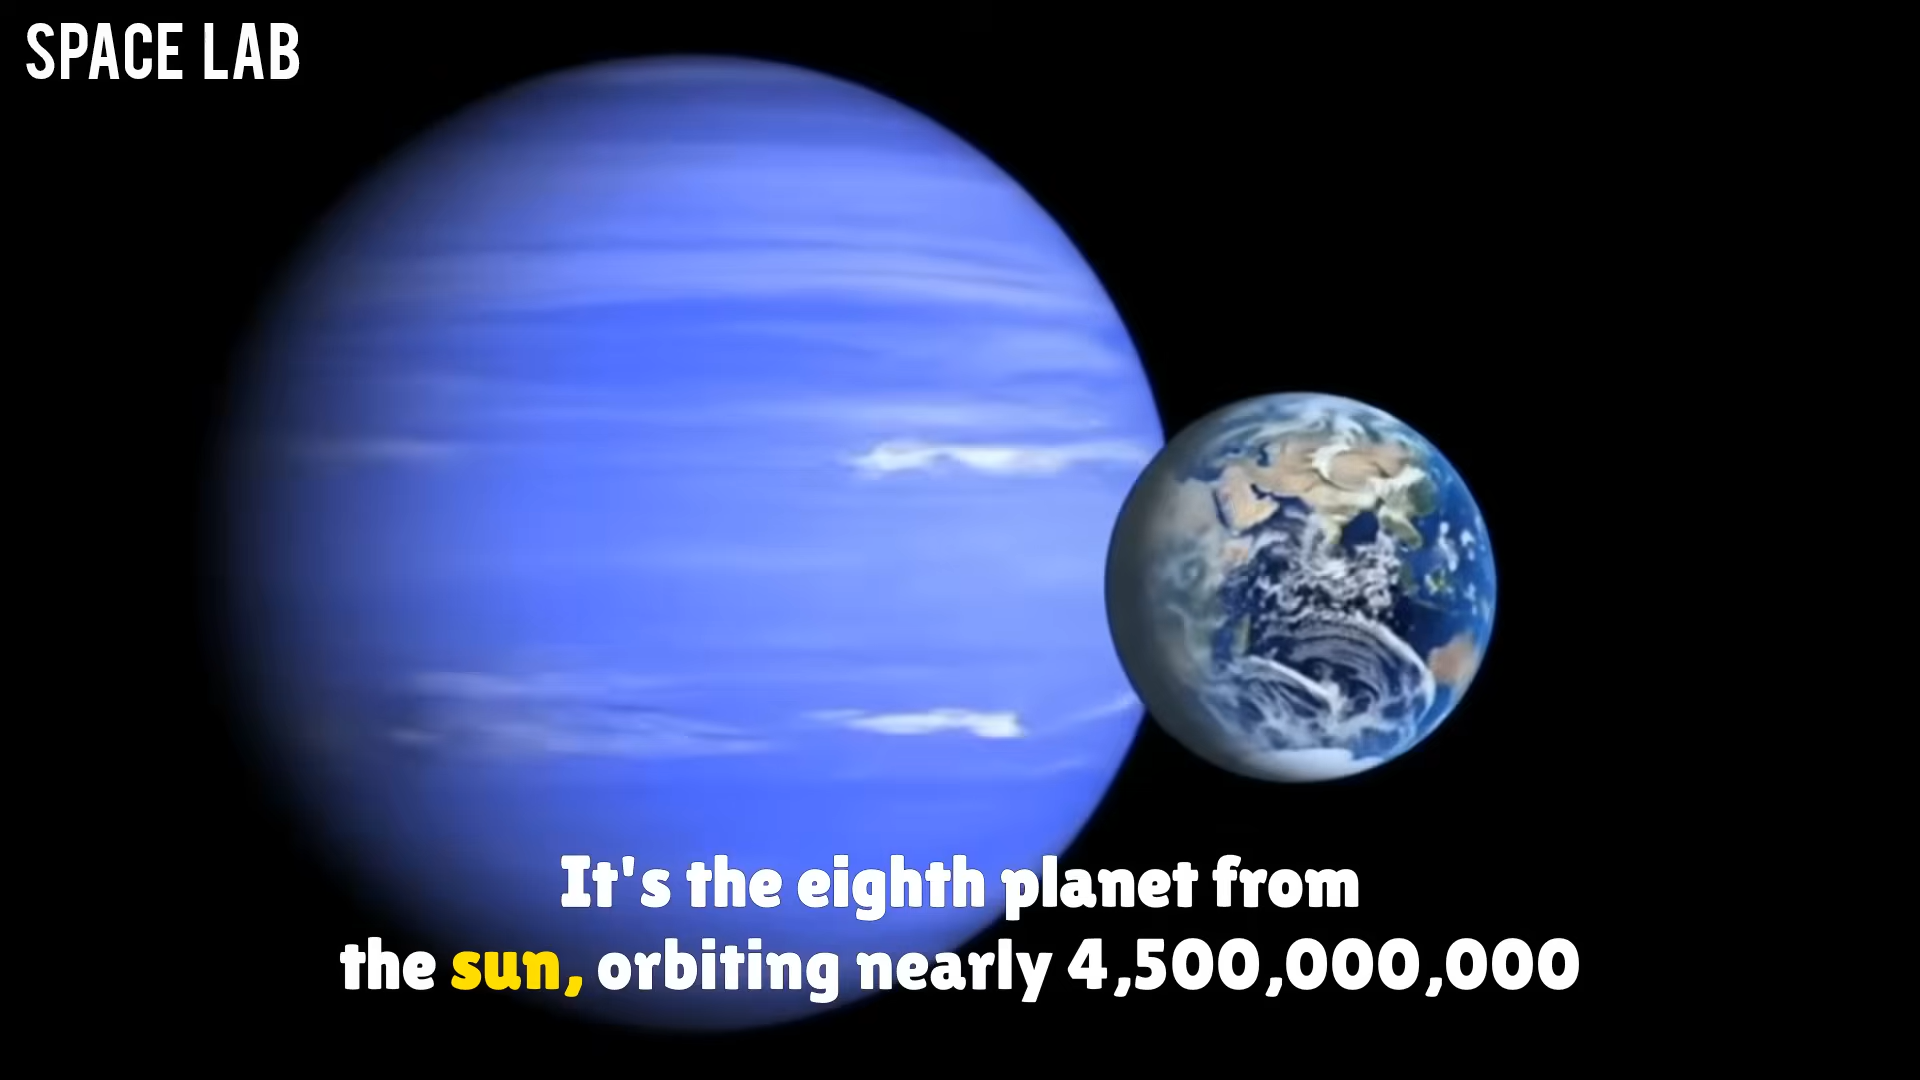 SPACE LAB
It's the eighth planet from
the sun, orbiting nearly 4,500,000,000